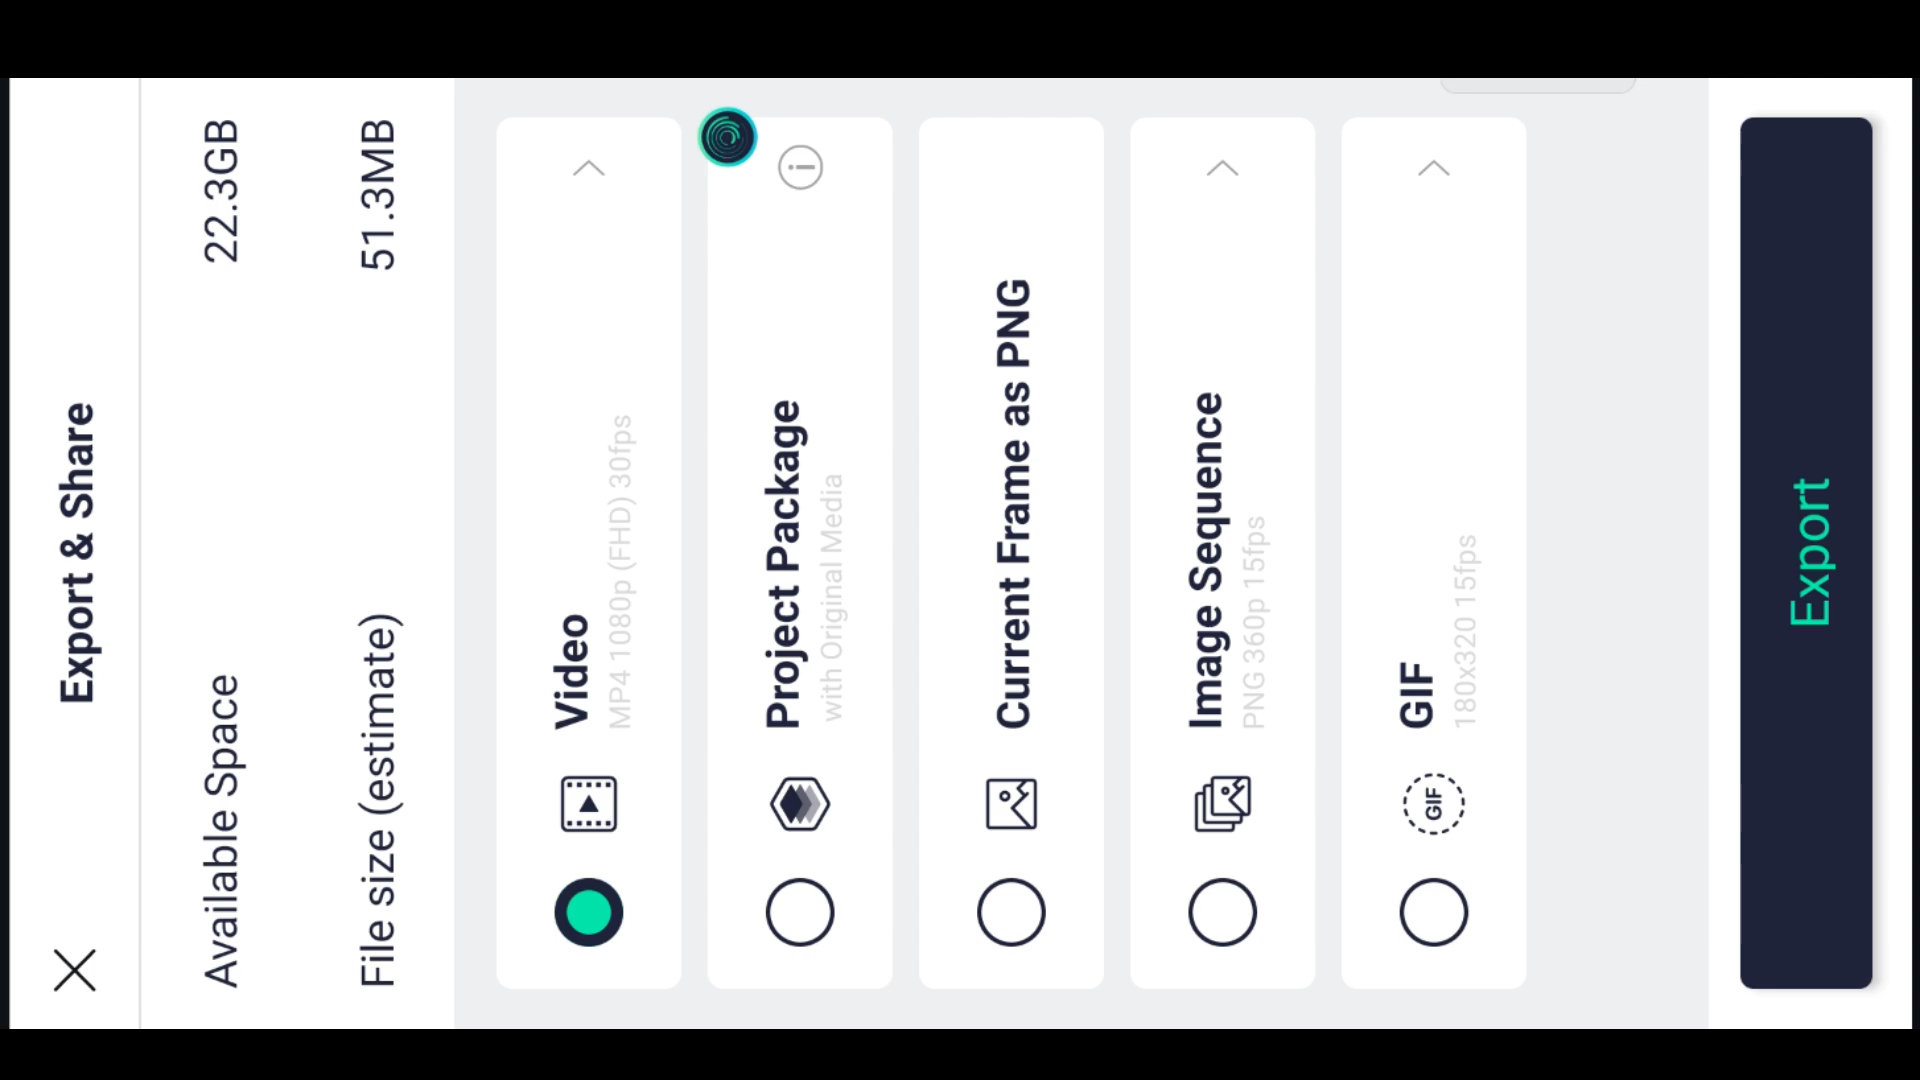 Export & Share
Available Space 22.3GB
File size (estimate) 51.3MB
Video
MP4 1080p (FHD) 30fps
Project Package
with Original Media
Current Frame as PNG
Image Sequence
PNG 360p 15fps
GIF
GIF
180x320 15fps
Export